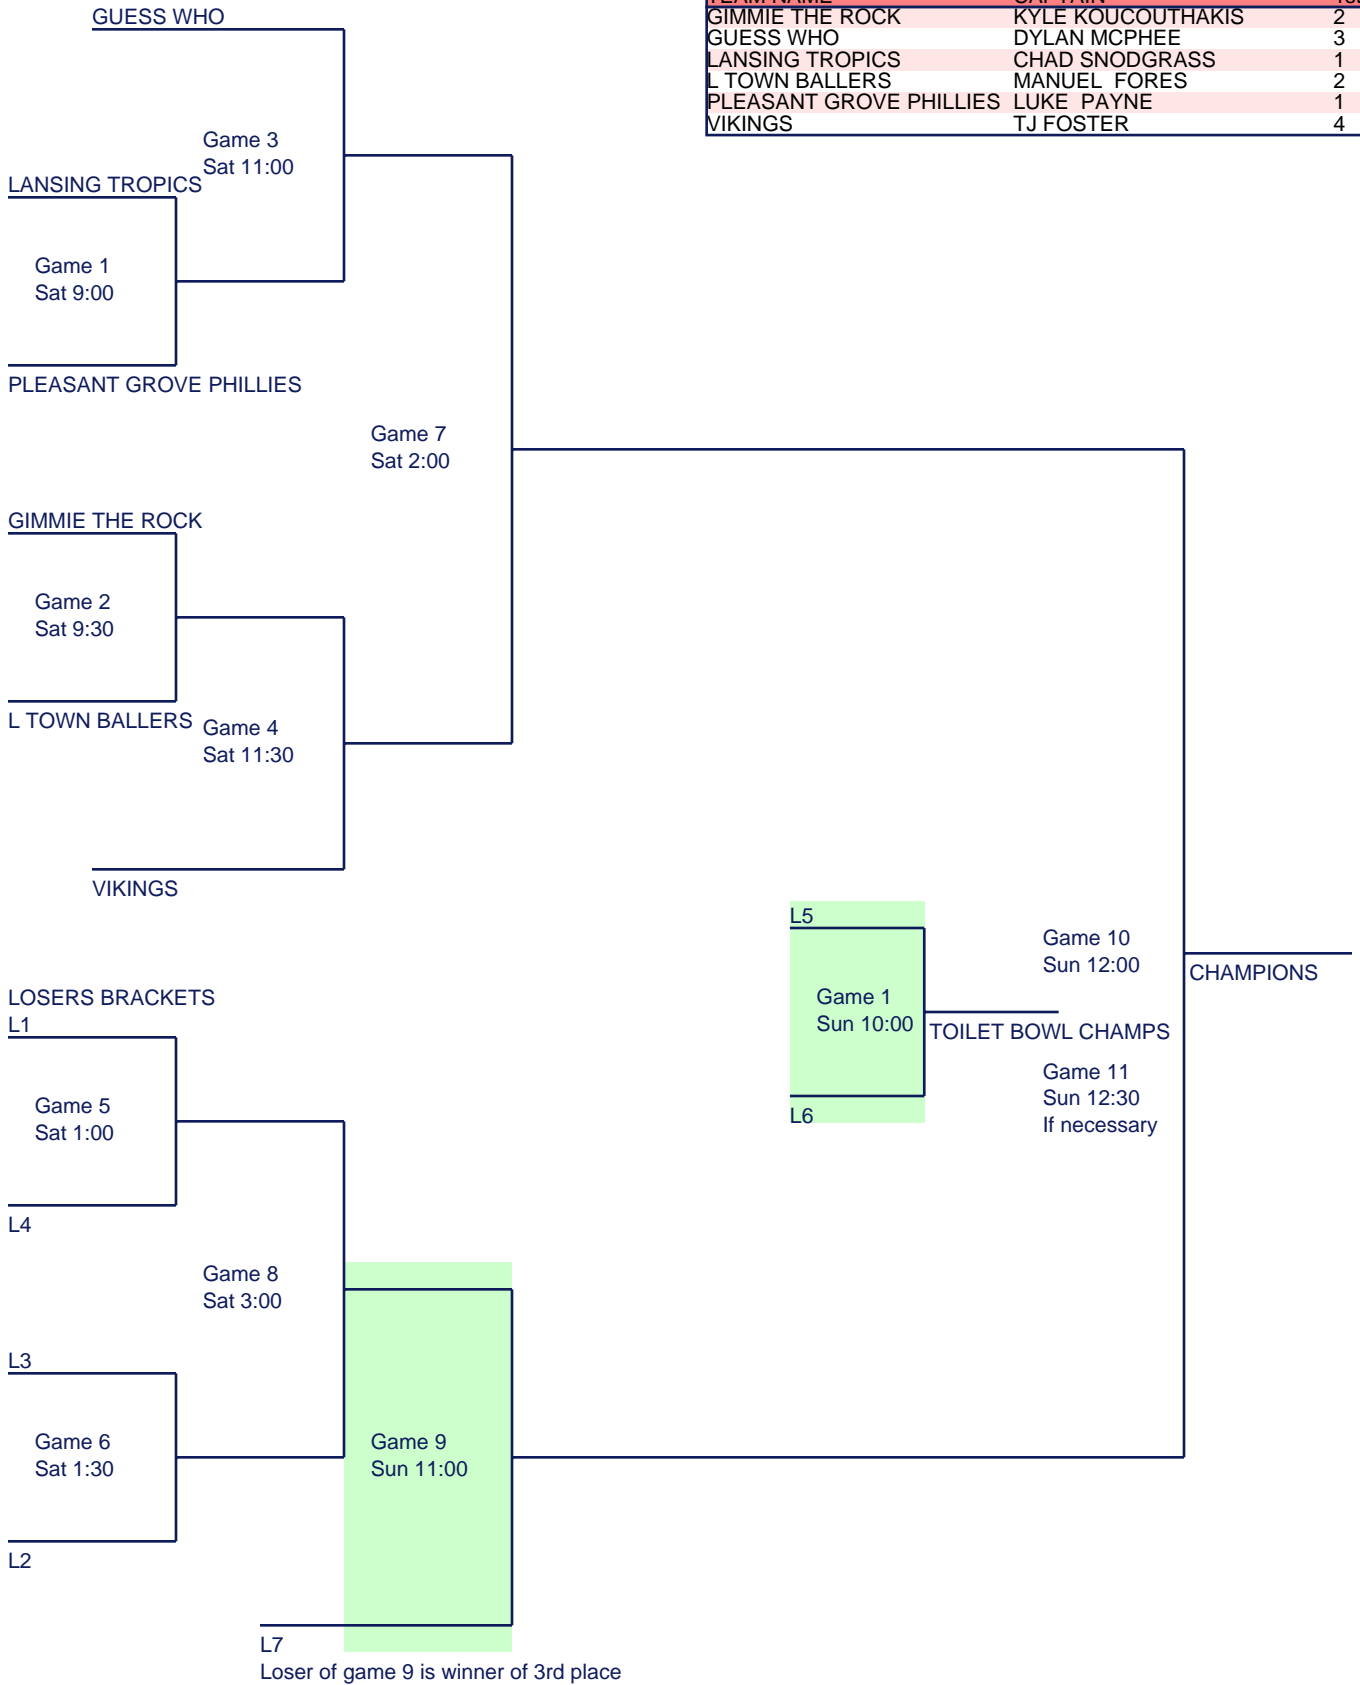 TEAM NAME CAPTAIN
GIMMIE THE ROCK KYLE KOUCOUTHAKIS 2
GUESS WHO DYLAN MCPHEE 3
LANSING TROPICS CHAD SNODGRASS 1
L TOWN BALLERS MANUEL FORES 2
PLEASANT GROVE PHILLIES LUKE PAYNE 1
VIKINGS TJ FOSTER 4
GUESS WHO
Game 3
Sat 11:00
LANSING TROPICS
Game 1
Sat 9:00
PLEASANT GROVE PHILLIES
Game 7
Sat 2:00
GIMMIE THE ROCK
Game 2
Sat 9:30
L TOWN BALLERS
Game 4
Sat 11:30
VIKINGS
L5
Game 10
Sun 12:00
CHAMPIONS
Game 1
Sun 10:00
TOILET BOWL CHAMPS
Game 11
Sun 12:30
If necessary
L6
LOSERS BRACKETS
L1
Game 5
Sat 1:00
L4
Game 8
Sat 3:00
L3
Game 6
Sat 1:30
L2
Game 9
Sun 11:00
L7
Loser of game 9 is winner of 3rd place